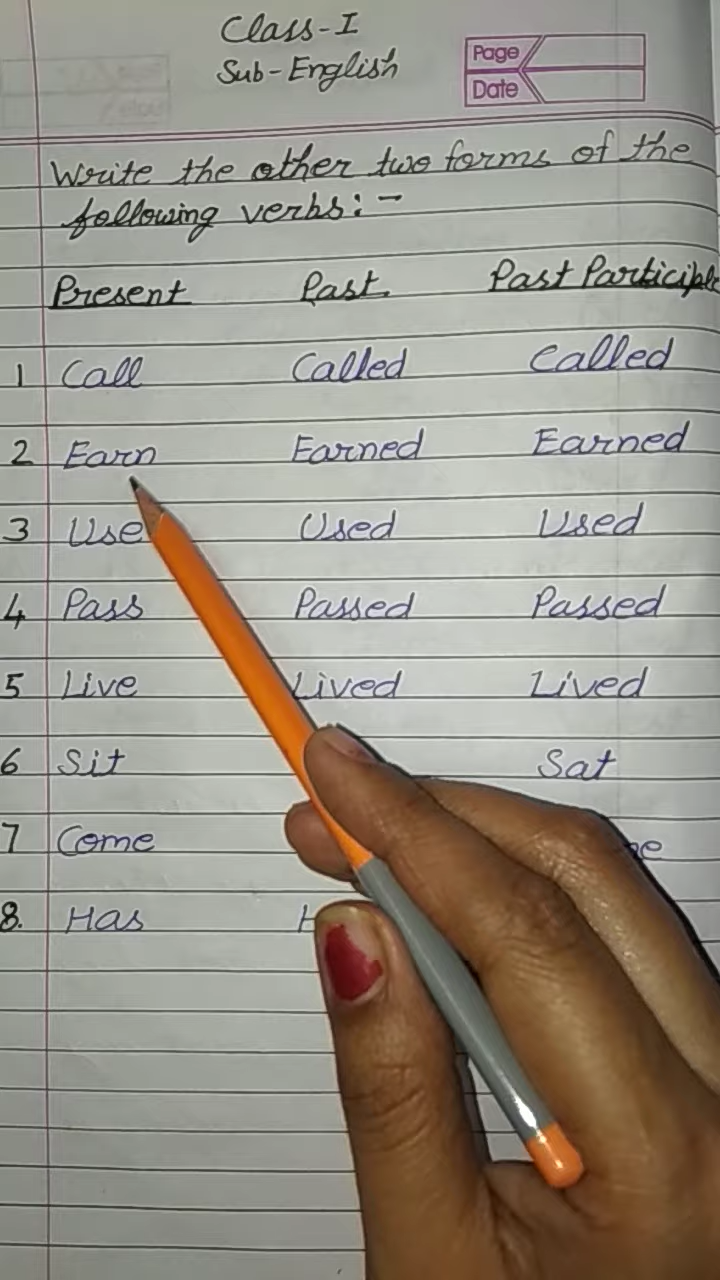 Class-I
Sub-English
Page
Date
Write the other two forms of the
following verbs:-
Present Past. Past Participle
1 Call Called Called
2 Earn Earned Earned
3 Use Used Used
4 Pass Passed Passed
5 Live Lived Lived
6 Sit Sat
7 Come
8. Has